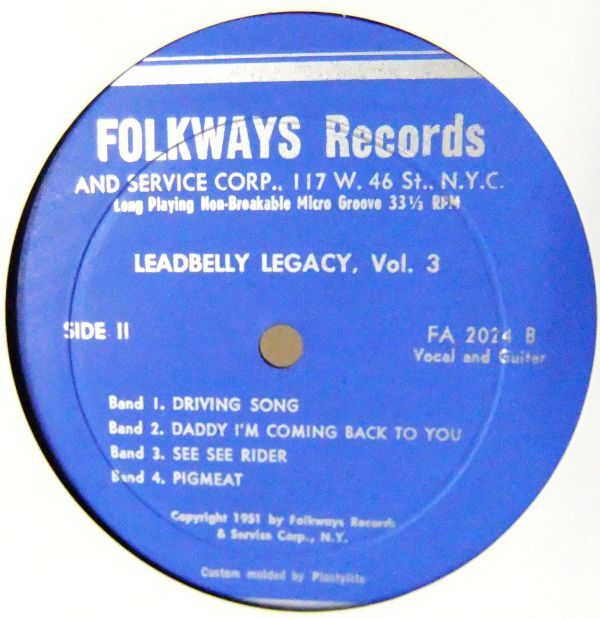 FOLKWAYS Records
AND SERVICE CORP., 117 W. 46 St., N.Y.C.
Long Playing Non-Breakable Micro Groove 33⅓ RPM
LEADBELLY LEGACY, Vol. 3
SIDE II
FA 2024 B
Vocal and Guitar
Band 1. DRIVING SONG
Band 2. DADDY I'M COMING BACK TO YOU
Band 3. SEE SEE RIDER
Band 4. PIGMEAT
Copyright 1951 by Folkways Records
& Service Corp., N.Y.
Custom molded by Plastylite